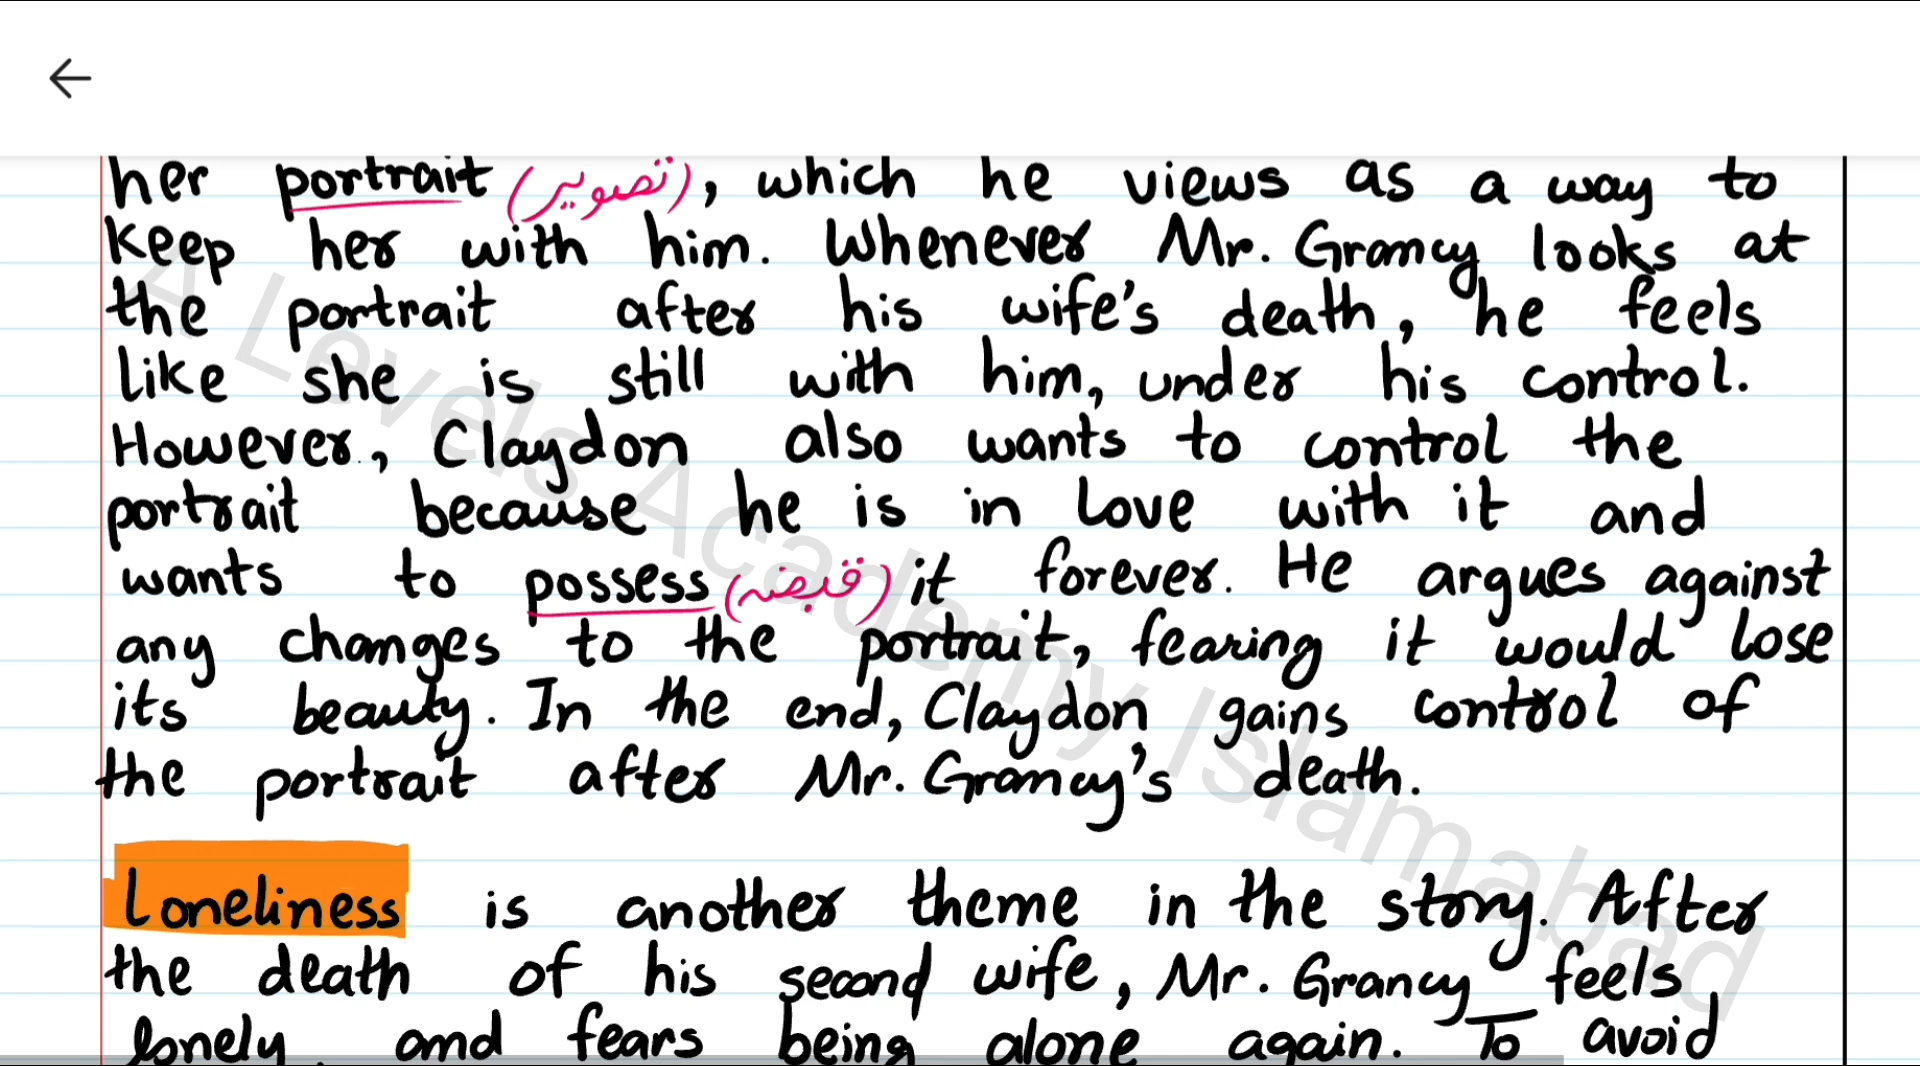 her portrait (تصویر), which he views as a way to
keep her with him. Whenever Mr. Grancy looks at
the portrait after his wife's death, he feels
like she is still with him, under his control.
However, Claydon also wants to control the
portrait because he is in love with it and
wants to possess (قبضہ) it forever. He argues against
any changes to the portrait, fearing it would lose
its beauty. In the end, Claydon gains control of
the portrait after Mr. Grancy's death.
Loneliness is another theme in the story. After
the death of his second wife, Mr. Grancy feels
lonely and fears being alone again. To avoid
A Levels Academy Islamabad